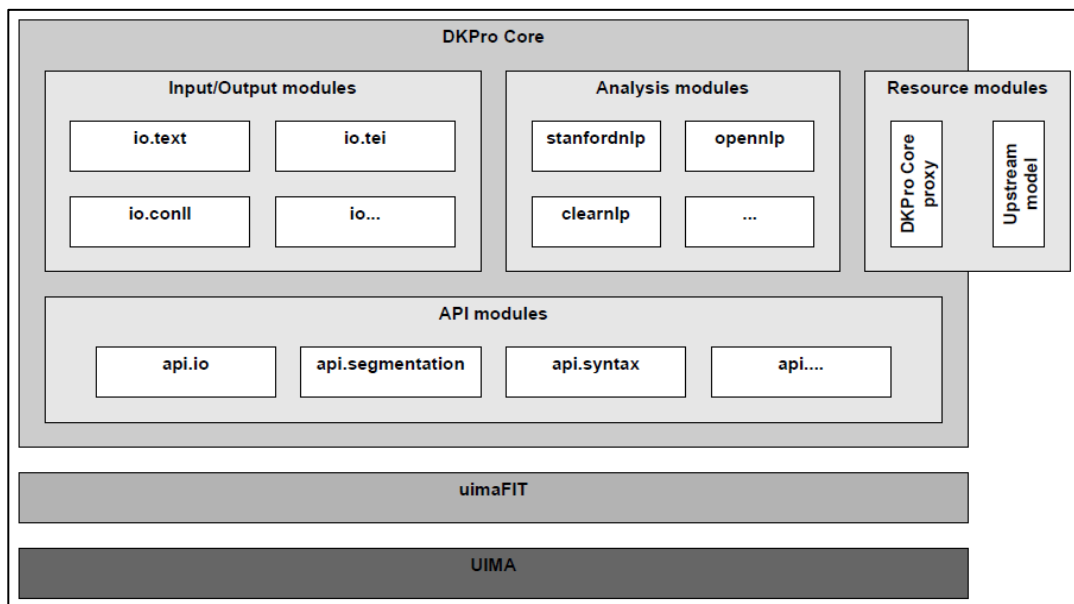 DKPro Core
Input/Output modules
io.text
io.tei
io.conll
io...
Analysis modules
stanfordnlp
opennlp
clearnlp
...
Resource modules
DKPro Core
proxy
Upstream
model
API modules
api.io
api.segmentation
api.syntax
api....
uimaFIT
UIMA